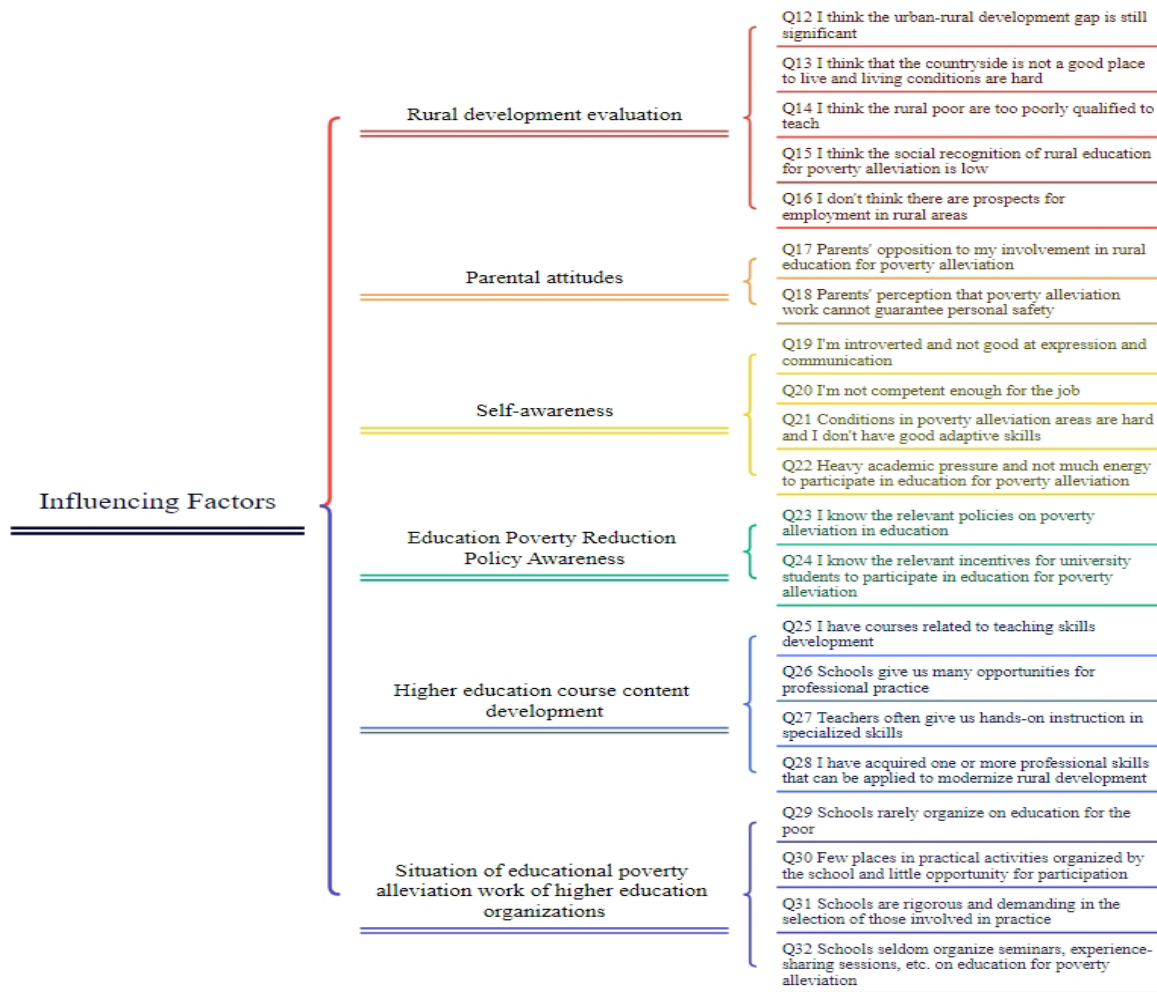 Influencing Factors
Rural development evaluation
Q12 I think the urban-rural development gap is still
significant
Q13 I think that the countryside is not a good place
to live and living conditions are hard
Q14 I think the rural poor are too poorly qualified to
teach
Q15 I think the social recognition of rural education
for poverty alleviation is low
Q16 I don't think there are prospects for
employment in rural areas
Parental attitudes
Q17 Parents' opposition to my involvement in rural
education for poverty alleviation
Q18 Parents' perception that poverty alleviation
work cannot guarantee personal safety
Self-awareness
Q19 I'm introverted and not good at expression and
communication
Q20 I'm not competent enough for the job
Q21 Conditions in poverty alleviation areas are hard
and I don't have good adaptive skills
Q22 Heavy academic pressure and not much energy
to participate in education for poverty alleviation
Education Poverty Reduction
Policy Awareness
Q23 I know the relevant policies on poverty
alleviation in education
Q24 I know the relevant incentives for university
students to participate in education for poverty
alleviation
Higher education course content
development
Q25 I have courses related to teaching skills
development
Q26 Schools give us many opportunities for
professional practice
Q27 Teachers often give us hands-on instruction in
specialized skills
Q28 I have acquired one or more professional skills
that can be applied to modernize rural development
Situation of educational poverty
alleviation work of higher education
organizations
Q29 Schools rarely organize on education for the
poor
Q30 Few places in practical activities organized by
the school and little opportunity for participation
Q31 Schools are rigorous and demanding in the
selection of those involved in practice
Q32 Schools seldom organize seminars, experience-
sharing sessions, etc. on education for poverty
alleviation